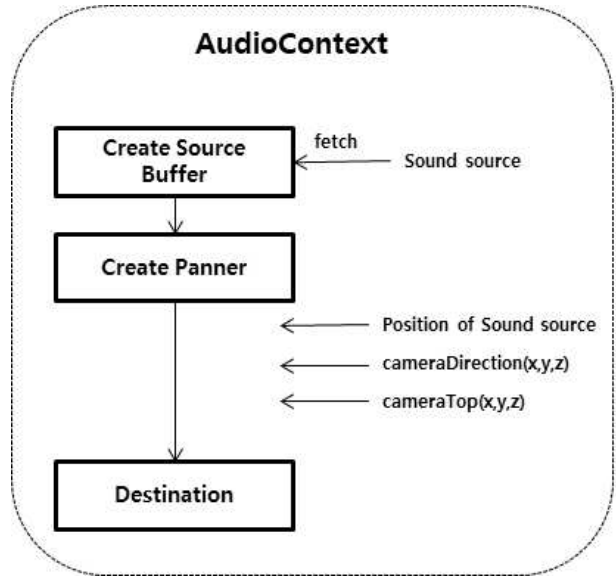 AudioContext
Create Source
Buffer
fetch
Sound source
Create Panner
Position of Sound source
cameraDirection(x,y,z)
cameraTop(x,y,z)
Destination